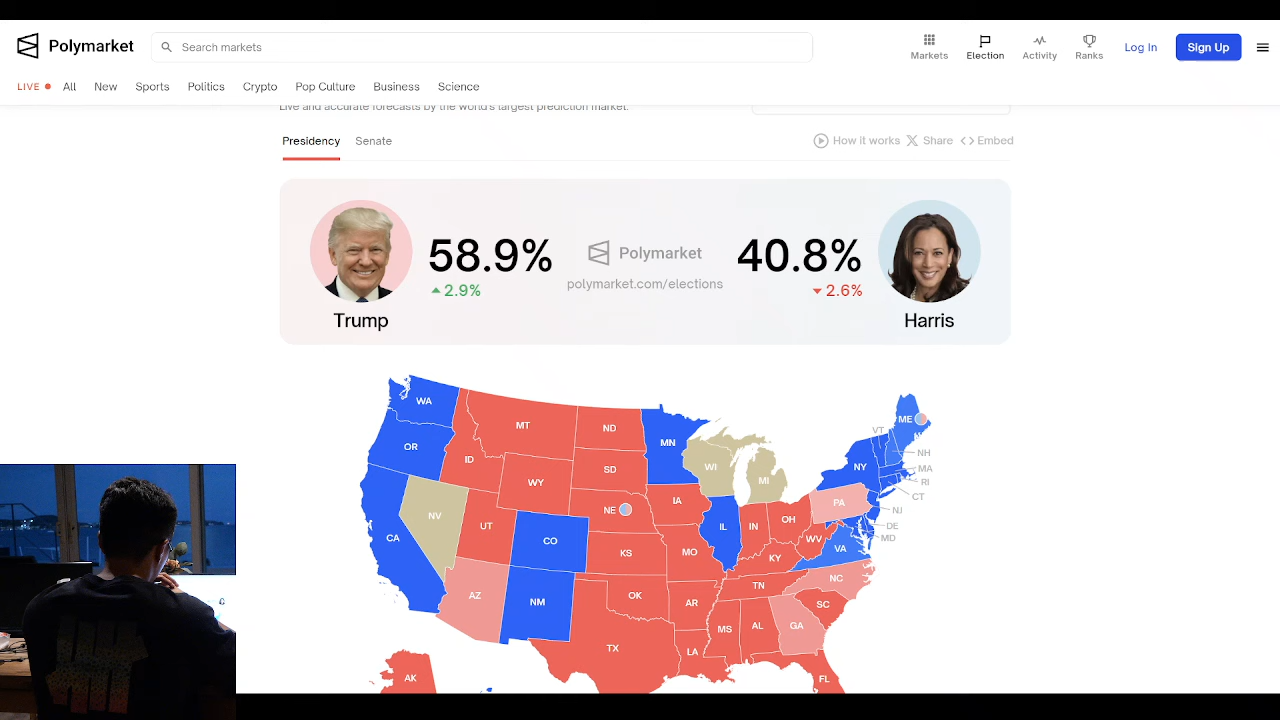 Polymarket
Search markets
Markets
Election
Activity
Ranks
Log In
Sign Up
LIVE
All
New
Sports
Politics
Crypto
Pop Culture
Business
Science
Live and accurate forecasts by the world's largest prediction market.
Presidency
Senate
How it works
Share
Embed
58.9%
2.9%
Trump
Polymarket
polymarket.com/elections
40.8%
2.6%
Harris
WA
MT
ND
MN
ME
VT
OR
ID
SD
WI
NY
NH
MA
WY
MI
RI
NE
IA
PA
CT
NV
UT
IL
IN
OH
NJ
CA
CO
KS
MO
KY
WV
VA
DE
MD
AZ
NM
OK
AR
TN
NC
SC
TX
LA
MS
AL
GA
AK
FL